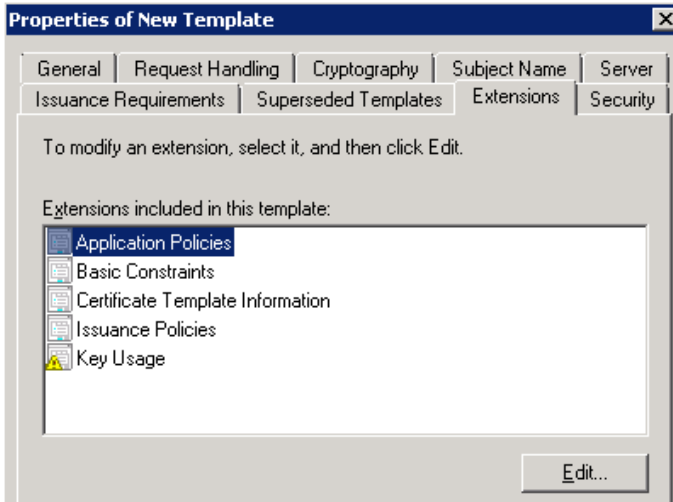 Properties of New Template
General Request Handling Cryptography Subject Name Server
Issuance Requirements Superseded Templates Extensions Security
To modify an extension, select it, and then click Edit.
Extensions included in this template:
Application Policies
Basic Constraints
Certificate Template Information
Issuance Policies
Key Usage
Edit...